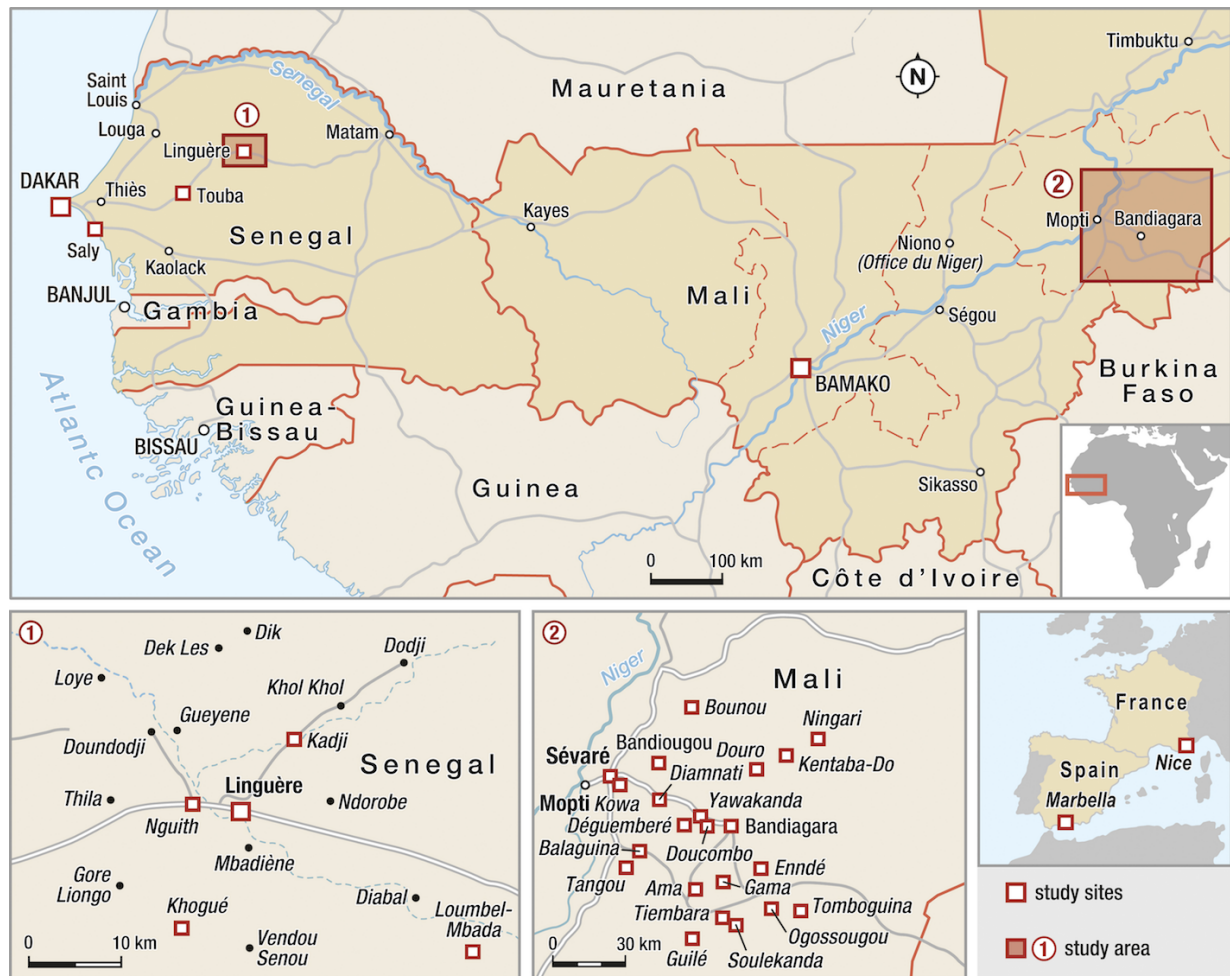 Timbuktu
Saint
Louis
Senegal
Mauretania
N
Louga
1
Linguère
Matam
DAKAR
Thiès
Touba
2
Mopti
Bandiagara
Kayes
Saly
Senegal
Niono
(Office du Niger)
Kaolack
BANJUL
Gambia
Mali
Niger
Ségou
BAMAKO
Burkina
Faso
Atlantc Ocean
Guinea-
Bissau
BISSAU
Guinea
Sikasso
0 100 km
Côte d'Ivoire
1
Dik
Dek Les
Dodji
Loye
Khol Khol
Gueyene
Doundodji
Kadji
Senegal
Linguère
Thila
Ndorobe
Nguith
Mbadiène
Gore
Liongo
Diabal
Khogué
Loumbel-
Mbada
0 10 km
Vendou
Senou
2
Niger
Mali
Bounou
Ningari
Bandiougou
Douro
Sévaré
Diamnati
Kentaba-Do
Mopti
Kowa
Yawakanda
Déguemberé
Bandiagara
Balaguina
Doucombo
Enndé
Tangou
Ama
Gama
Tiembara
Tomboguina
Ogossougou
0 30 km
Guilé
Soulekanda
France
Nice
Spain
Marbella
study sites
1 study area